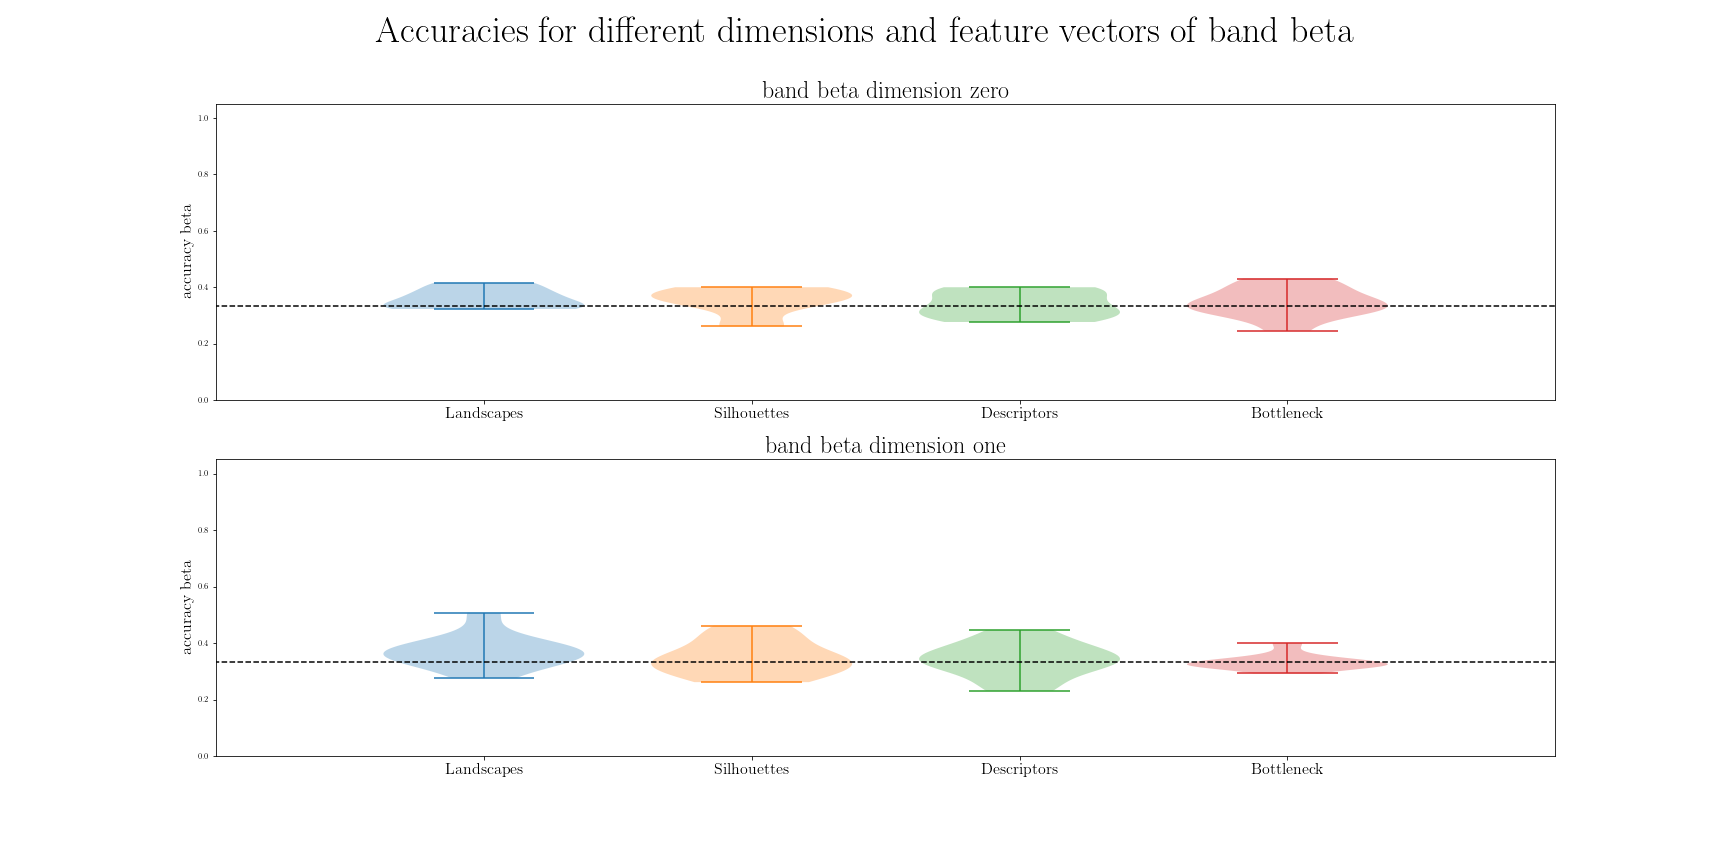 Accuracies for different dimensions and feature vectors of band beta
band beta dimension zero
1.0
0.8
0.6
0.4
0.2
0.0
accuracy beta
Landscapes Silhouettes Descriptors Bottleneck
band beta dimension one
1.0
0.8
0.6
0.4
0.2
0.0
accuracy beta
Landscapes Silhouettes Descriptors Bottleneck